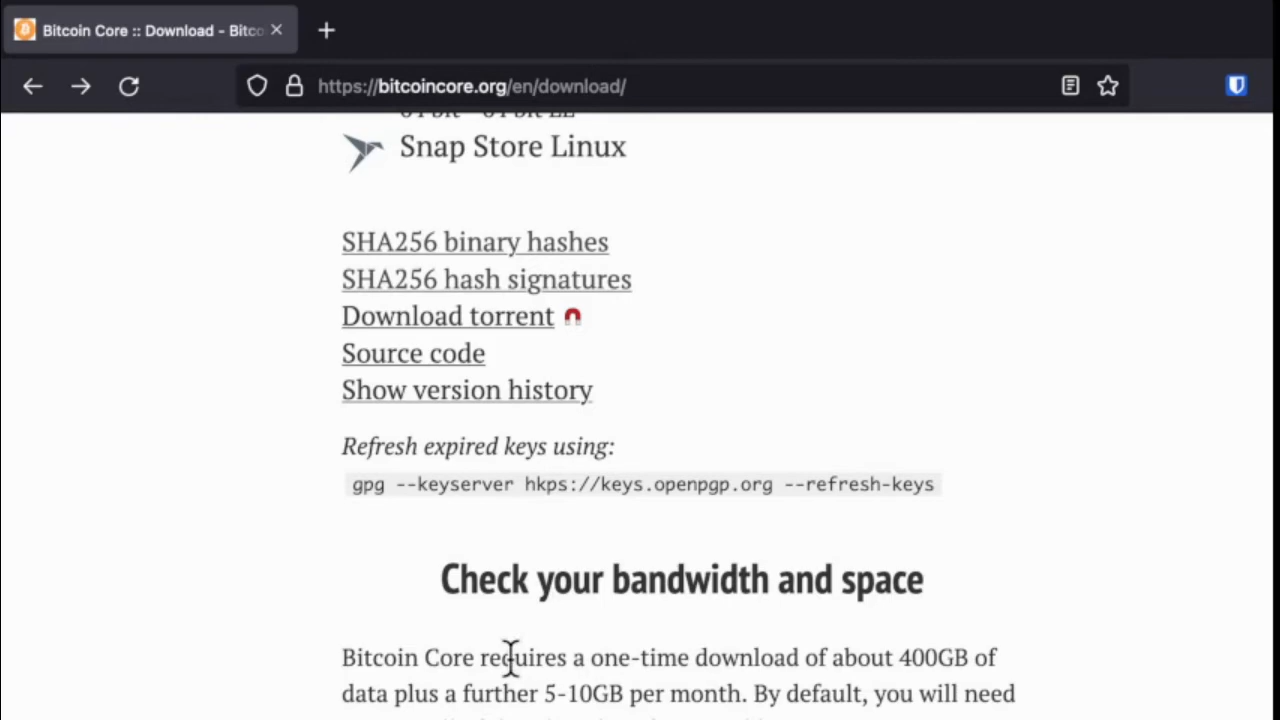 Bitcoin Core :: Download - Bitco
https://bitcoincore.org/en/download/
Snap Store Linux
SHA256 binary hashes
SHA256 hash signatures
Download torrent
Source code
Show version history
Refresh expired keys using:
gpg --keyserver hkps://keys.openpgp.org --refresh-keys
Check your bandwidth and space
Bitcoin Core requires a one-time download of about 400GB of
data plus a further 5-10GB per month. By default, you will need